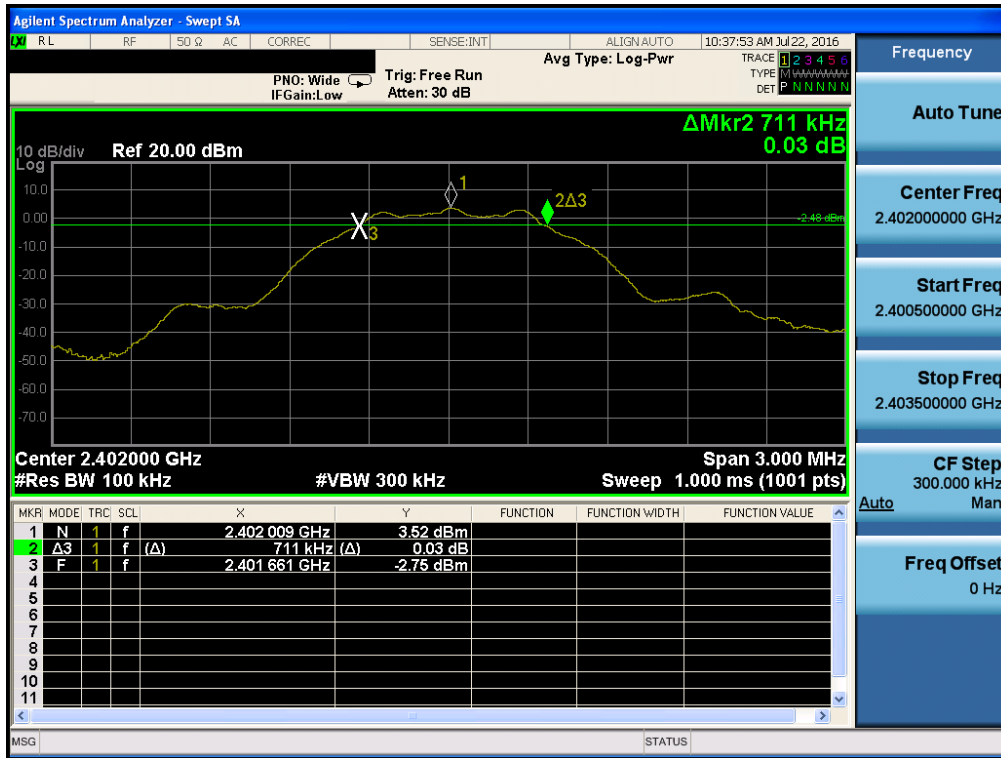 Agilent Spectrum Analyzer - Swept SA
LXI RL RF 50 Ω AC CORREC SENSE:INT ALIGN AUTO 10:37:53 AM Jul 22, 2016
Frequency
Avg Type: Log-Pwr
TRACE 1 2 3 4 5 6
PNO: Wide Trig: Free Run
TYPE M WWWWW
IFGain:Low Atten: 30 dB
DET P N N N N N
Auto Tune
ΔMkr2 711 kHz
0.03 dB
10 dB/div Ref 20.00 dBm
Log
10.0
0.00
-10.0
-20.0
-30.0
-40.0
-50.0
-60.0
-70.0
1
2Δ3
3
-2.48 dBm
Center 2.402000 GHz Span 3.000 MHz
#Res BW 100 kHz #VBW 300 kHz Sweep 1.000 ms (1001 pts)
MKR MODE TRC SCL X Y FUNCTION FUNCTION WIDTH FUNCTION VALUE
1 N 1 f 2.402 009 GHz 3.52 dBm
2 Δ3 1 f (Δ) 711 kHz (Δ) 0.03 dB
3 F 1 f 2.401 661 GHz -2.75 dBm
4
5
6
7
8
9
10
11
Center Freq
2.402000000 GHz
Start Freq
2.400500000 GHz
Stop Freq
2.403500000 GHz
CF Step
300.000 kHz
Auto Man
Freq Offset
0 Hz
MSG STATUS